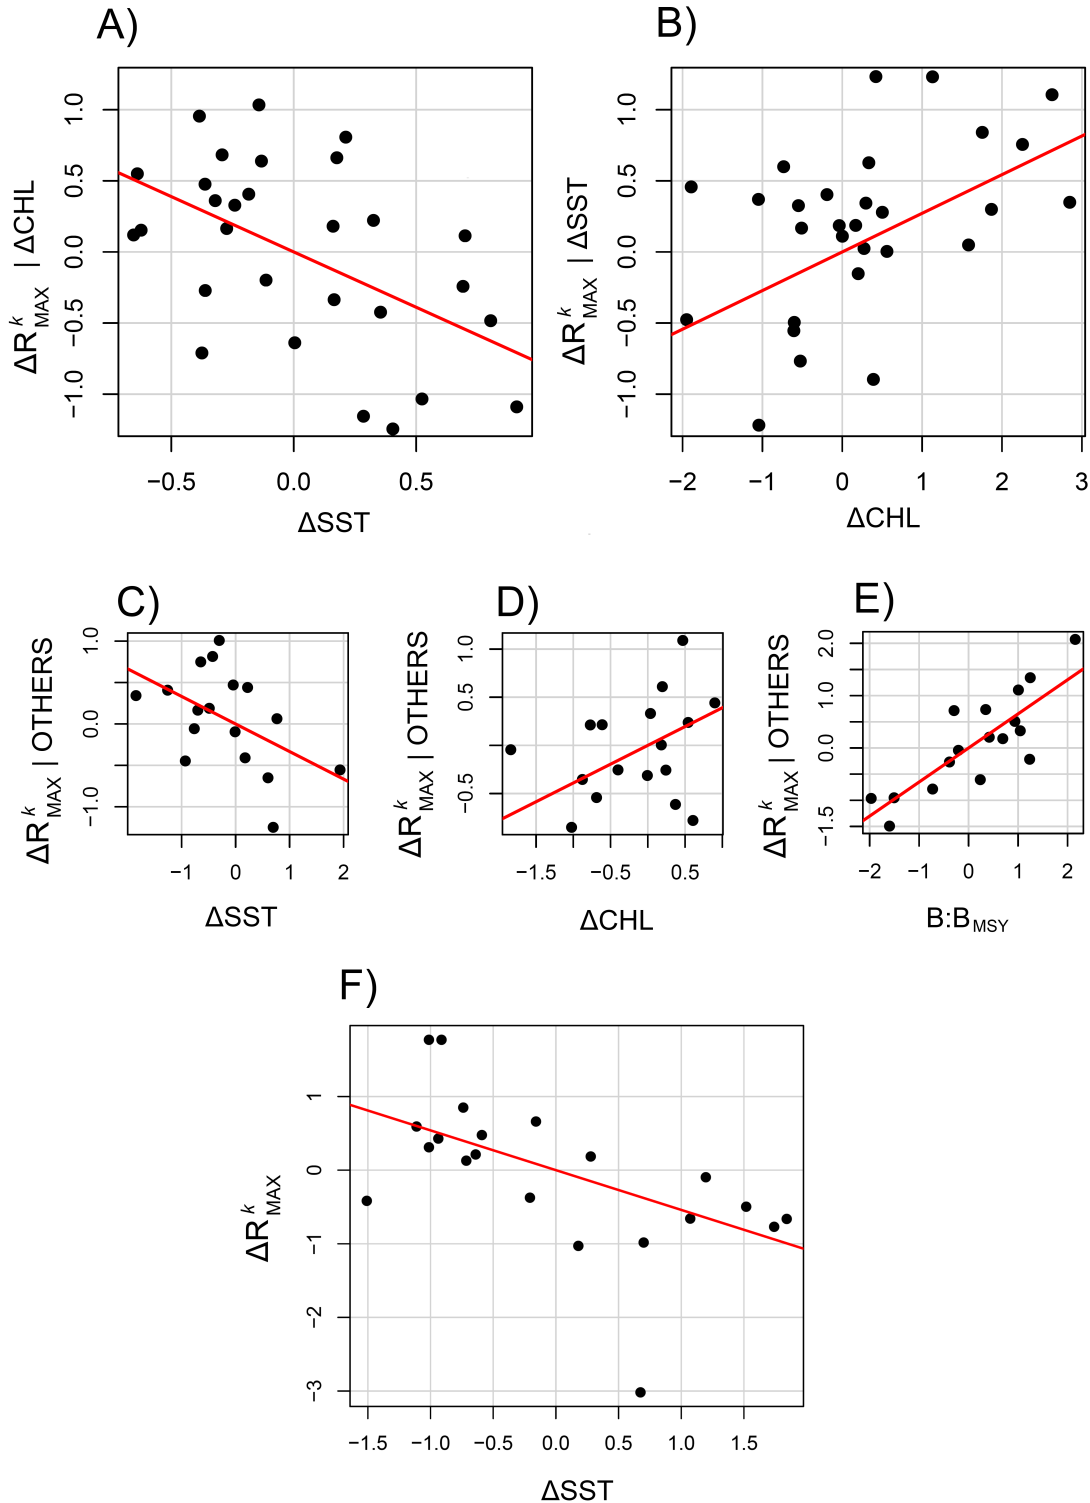 A)
ΔR^k_MAX | ΔCHL
1.0
0.5
0.0
−0.5
−1.0
−0.5 0.0 0.5
ΔSST
B)
ΔR^k_MAX | ΔSST
1.0
0.5
0.0
−0.5
−1.0
−2 −1 0 1 2 3
ΔCHL
C)
ΔR^k_MAX | OTHERS
1.0
0.0
−1.0
−1 0 1 2
ΔSST
D)
ΔR^k_MAX | OTHERS
1.0
0.5
−0.5
−1.5 −0.5 0.5
ΔCHL
E)
ΔR^k_MAX | OTHERS
2.0
1.0
0.0
−1.5
−2 −1 0 1 2
B:B_MSY
F)
ΔR^k_MAX
1
0
−1
−2
−3
−1.5 −1.0 −0.5 0.0 0.5 1.0 1.5
ΔSST